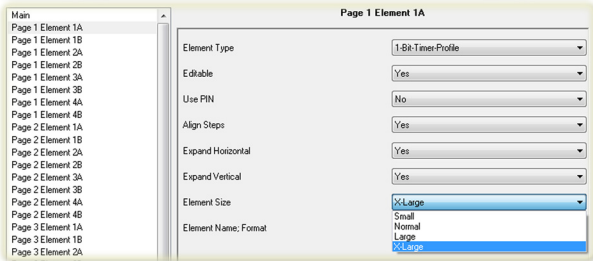 Main
Page 1 Element 1A
Page 1 Element 1B
Page 1 Element 2A
Page 1 Element 2B
Page 1 Element 3A
Page 1 Element 3B
Page 1 Element 4A
Page 1 Element 4B
Page 2 Element 1A
Page 2 Element 1B
Page 2 Element 2A
Page 2 Element 2B
Page 2 Element 3A
Page 2 Element 3B
Page 2 Element 4A
Page 2 Element 4B
Page 3 Element 1A
Page 3 Element 1B
Page 3 Element 2A
Page 1 Element 1A
Element Type 1-Bit-Timer-Profile
Editable Yes
Use PIN No
Align Steps Yes
Expand Horizontal Yes
Expand Vertical Yes
Element Size X-Large
Small
Normal
Large
X-Large
Element Name; Format